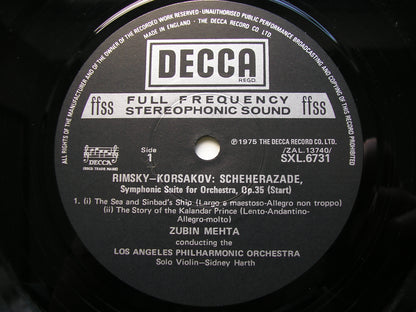 ALL RIGHTS OF THE MANUFACTURER AND OF THE OWNER OF THE RECORDED WORK RESERVED · UNAUTHORISED PUBLIC PERFORMANCE BROADCASTING AND COPYING OF THIS RECORD PROHIBITED
MADE IN ENGLAND, THE DECCA RECORD CO LTD
DECCA
REGD.
ffss FULL FREQUENCY ffss
STEREOPHONIC SOUND
Side
1
℗ 1975 THE DECCA RECORD CO. LTD.
/ZAL.13740/
SXL.6731
DECCA
(REGD. TRADE MARK)
RIMSKY–KORSAKOV: SCHEHERAZADE,
Symphonic Suite for Orchestra, Op.35 (Start)
1. (i) The Sea and Sinbad's Ship (Largo e maestoso-Allegro non troppo)
(ii) The Story of the Kalandar Prince (Lento-Andantino-
Allegro-molto)
ZUBIN MEHTA
conducting the
LOS ANGELES PHILHARMONIC ORCHESTRA
Solo Violin–Sidney Harth